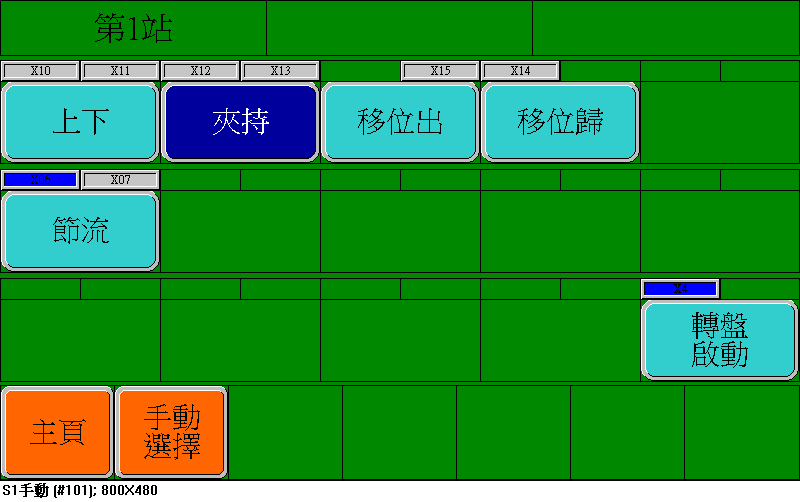 第1站
X10 X11 X12 X13 X15 X14
上下 夾持 移位出 移位歸
X07
節流
X4
轉盤
啟動
主頁
手動
選擇
S1手動 (#101); 800X480